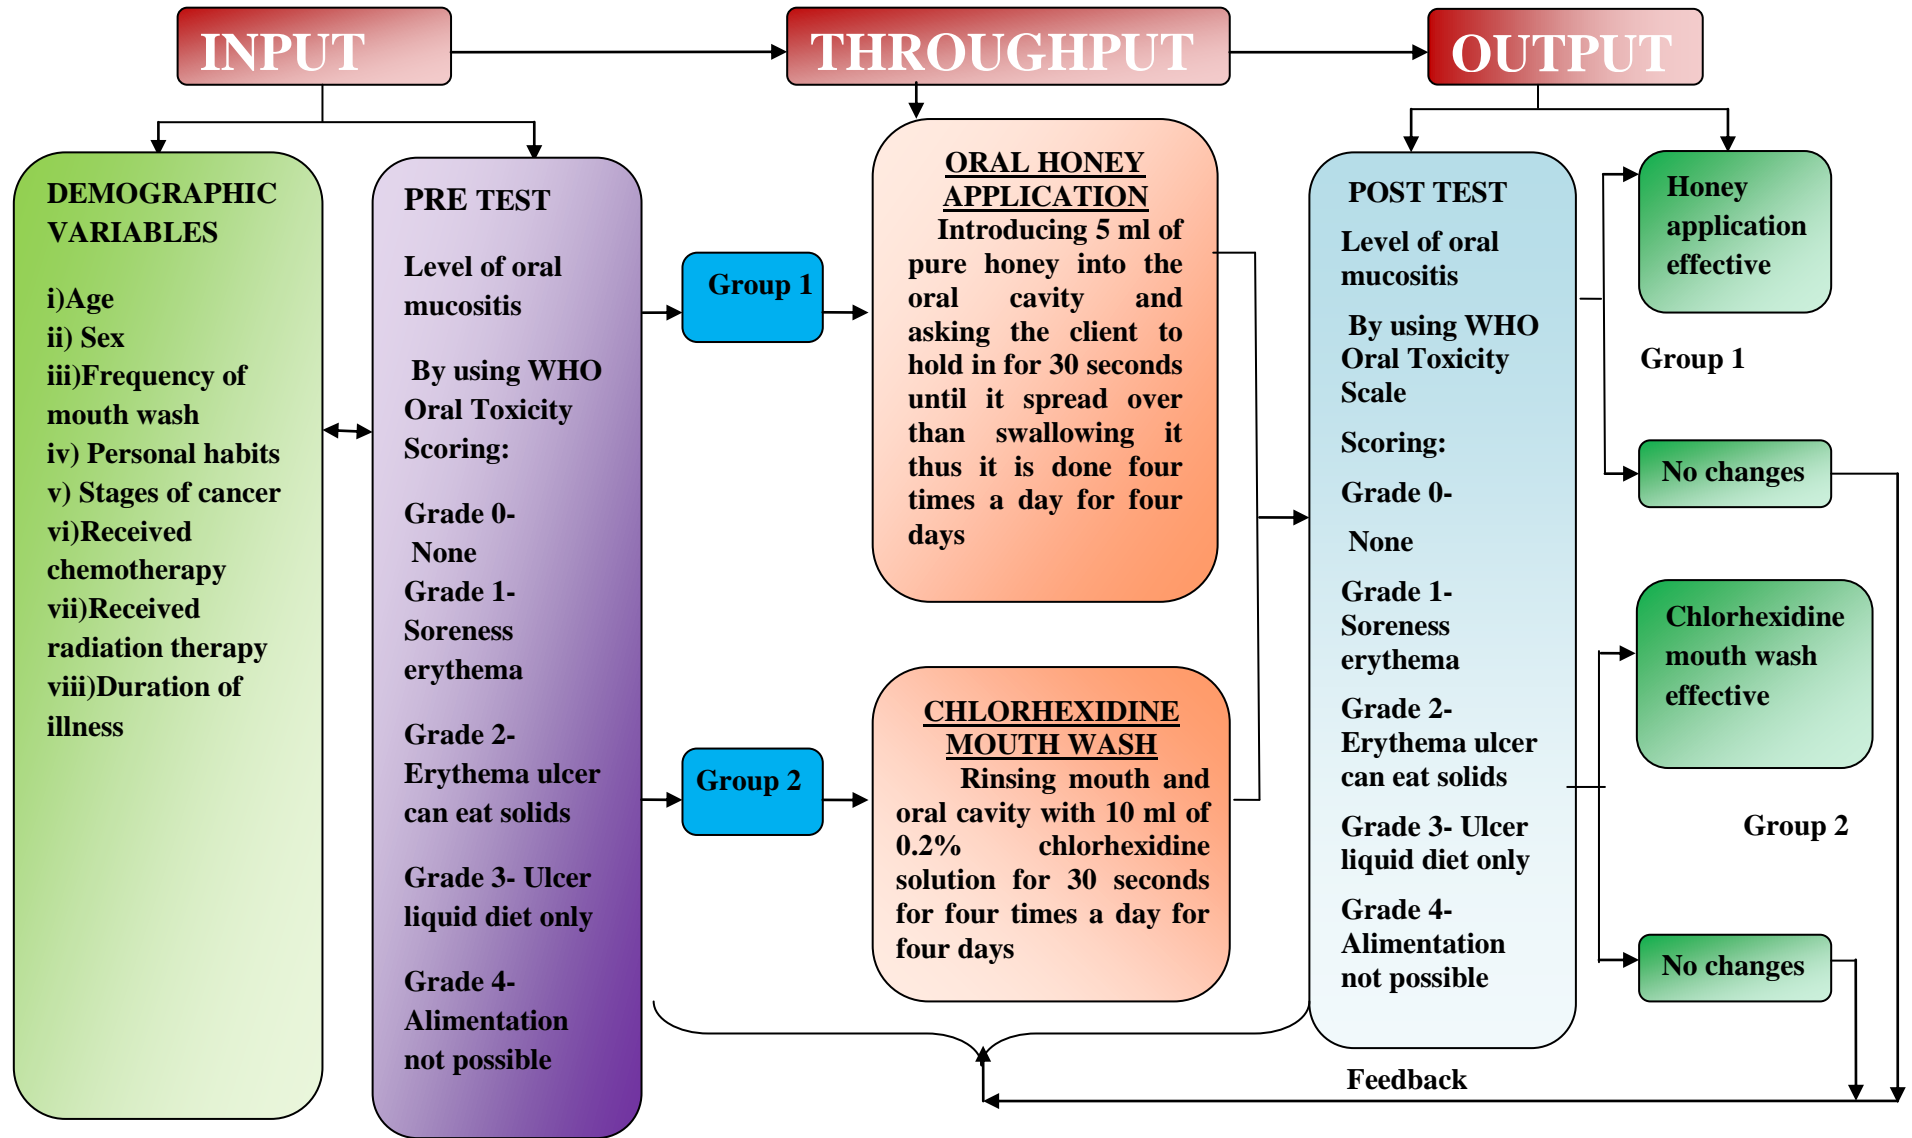 INPUT
THROUGHPUT
OUTPUT
DEMOGRAPHIC
VARIABLES
i)Age
ii) Sex
iii)Frequency of
mouth wash
iv) Personal habits
v) Stages of cancer
vi)Received
chemotherapy
vii)Received
radiation therapy
viii)Duration of
illness
PRE TEST
Level of oral
mucositis
By using WHO
Oral Toxicity
Scoring:
Grade 0-
None
Grade 1-
Soreness
erythema
Grade 2-
Erythema ulcer
can eat solids
Grade 3- Ulcer
liquid diet only
Grade 4-
Alimentation
not possible
Group 1
Group 2
ORAL HONEY
APPLICATION
Introducing 5 ml of
pure honey into the
oral cavity and
asking the client to
hold in for 30 seconds
until it spread over
than swallowing it
thus it is done four
times a day for four
days
CHLORHEXIDINE
MOUTH WASH
Rinsing mouth and
oral cavity with 10 ml of
0.2% chlorhexidine
solution for 30 seconds
for four times a day for
four days
POST TEST
Level of oral
mucositis
By using WHO
Oral Toxicity
Scale
Scoring:
Grade 0-
None
Grade 1-
Soreness
erythema
Grade 2-
Erythema ulcer
can eat solids
Grade 3- Ulcer
liquid diet only
Grade 4-
Alimentation
not possible
Honey
application
effective
Group 1
No changes
Chlorhexidine
mouth wash
effective
Group 2
No changes
Feedback